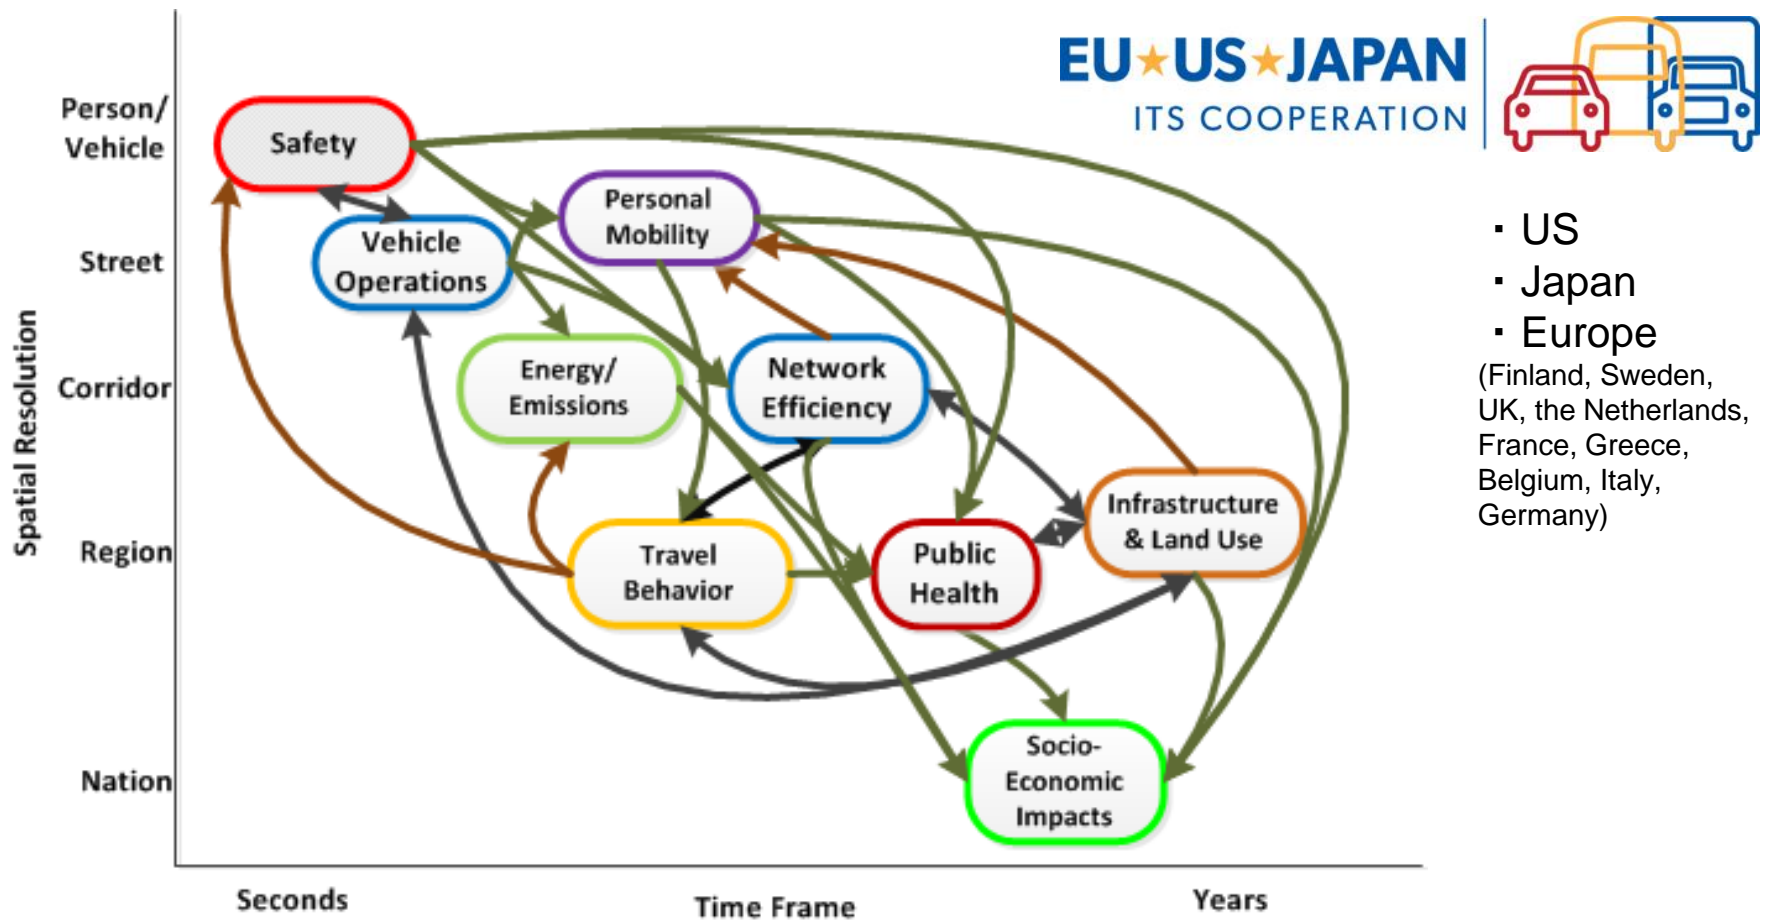 EU★US★JAPAN
ITS COOPERATION
Person/
Vehicle
Street
Corridor
Region
Nation
Spatial Resolution
Safety
Vehicle
Operations
Personal
Mobility
Energy/
Emissions
Network
Efficiency
Travel
Behavior
Public
Health
Infrastructure
& Land Use
Socio-
Economic
Impacts
Seconds
Time Frame
Years
・US
・Japan
・Europe
(Finland, Sweden,
UK, the Netherlands,
France, Greece,
Belgium, Italy,
Germany)